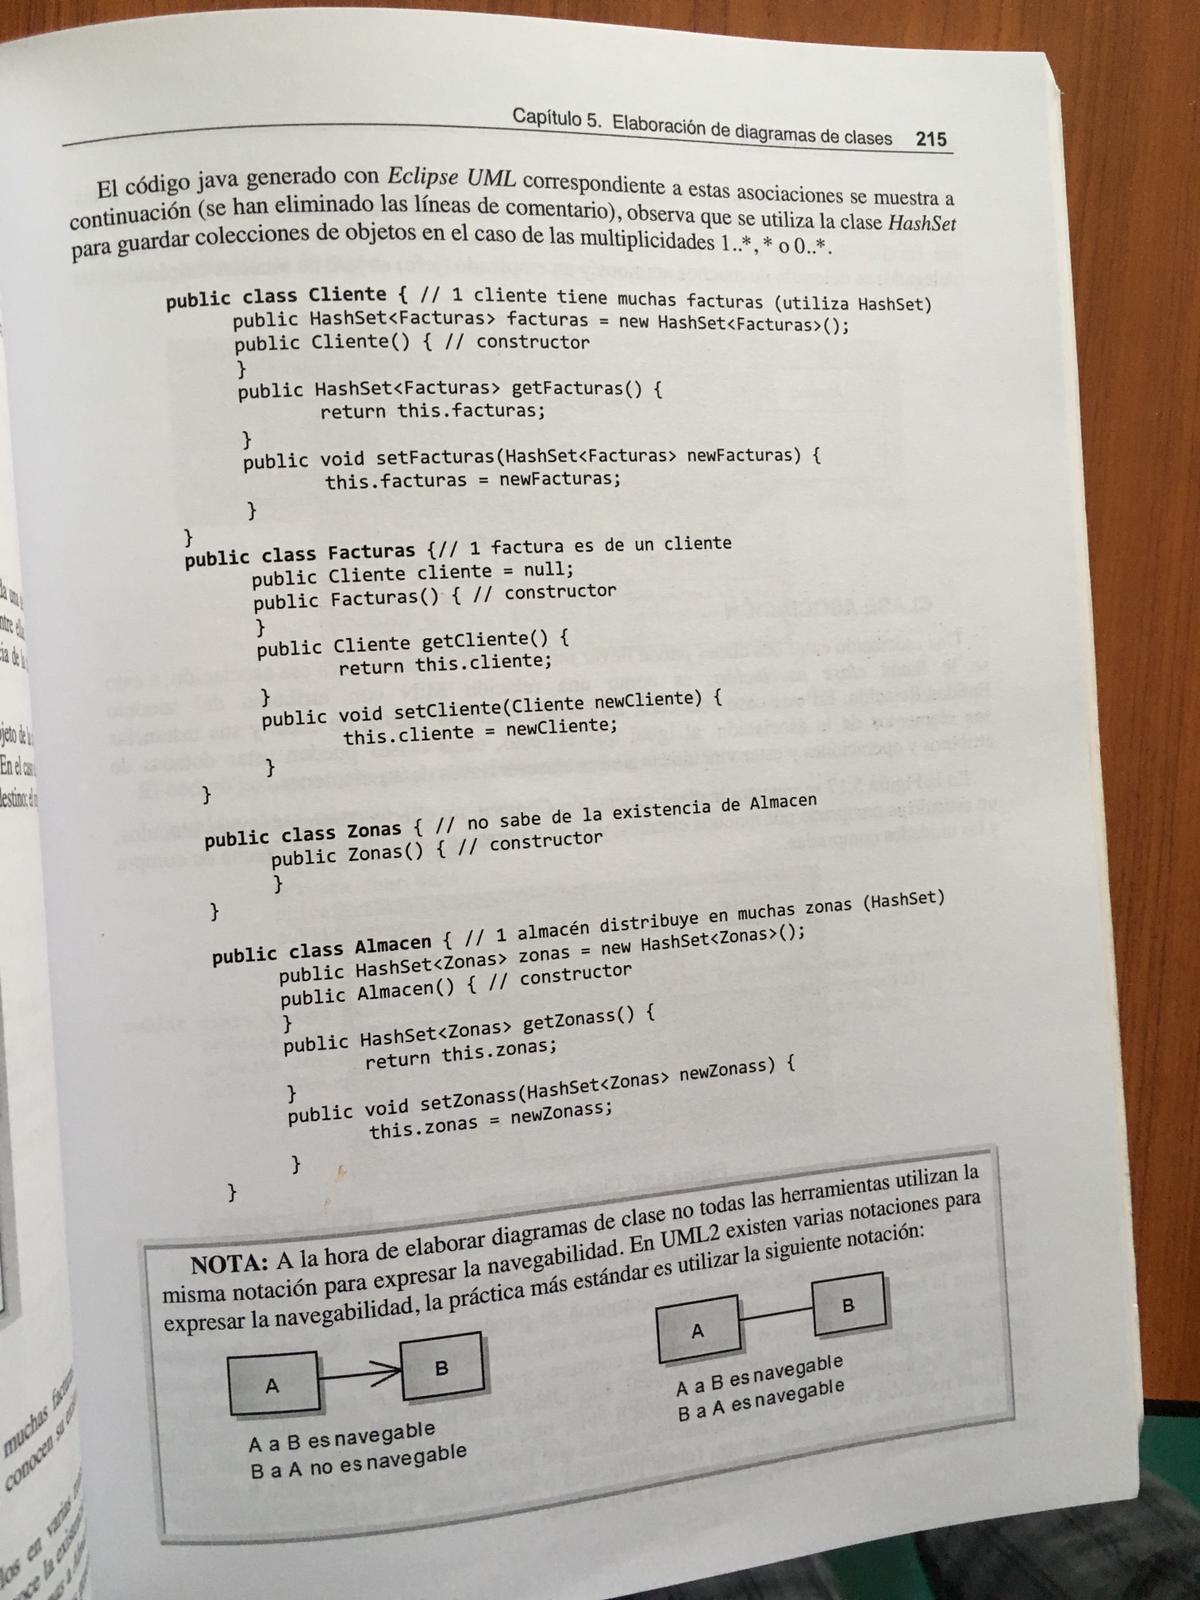 Capítulo 5. Elaboración de diagramas de clases 215
El código java generado con Eclipse UML correspondiente a estas asociaciones se muestra a
continuación (se han eliminado las líneas de comentario), observa que se utiliza la clase HashSet
para guardar colecciones de objetos en el caso de las multiplicidades 1..*, * o 0..*.
public class Cliente { // 1 cliente tiene muchas facturas (utiliza HashSet)
public HashSet<Facturas> facturas = new HashSet<Facturas>();
public Cliente() { // constructor
}
public HashSet<Facturas> getFacturas() {
return this.facturas;
}
public void setFacturas(HashSet<Facturas> newFacturas) {
this.facturas = newFacturas;
}
}
public class Facturas {// 1 factura es de un cliente
public Cliente cliente = null;
public Facturas() { // constructor
}
public Cliente getCliente() {
return this.cliente;
}
public void setCliente(Cliente newCliente) {
this.cliente = newCliente;
}
}
public class Zonas { // no sabe de la existencia de Almacen
public Zonas() { // constructor
}
}
public class Almacen { // 1 almacén distribuye en muchas zonas (HashSet)
public HashSet<Zonas> zonas = new HashSet<Zonas>();
public Almacen() { // constructor
}
public HashSet<Zonas> getZonass() {
return this.zonas;
}
public void setZonass(HashSet<Zonas> newZonass) {
this.zonas = newZonass;
}
}
NOTA: A la hora de elaborar diagramas de clase no todas las herramientas utilizan la
misma notación para expresar la navegabilidad. En UML2 existen varias notaciones para
expresar la navegabilidad, la práctica más estándar es utilizar la siguiente notación:
A B
A a B es navegable
B a A no es navegable
A B
A a B es navegable
B a A es navegable
muchas
conocen su
en varias